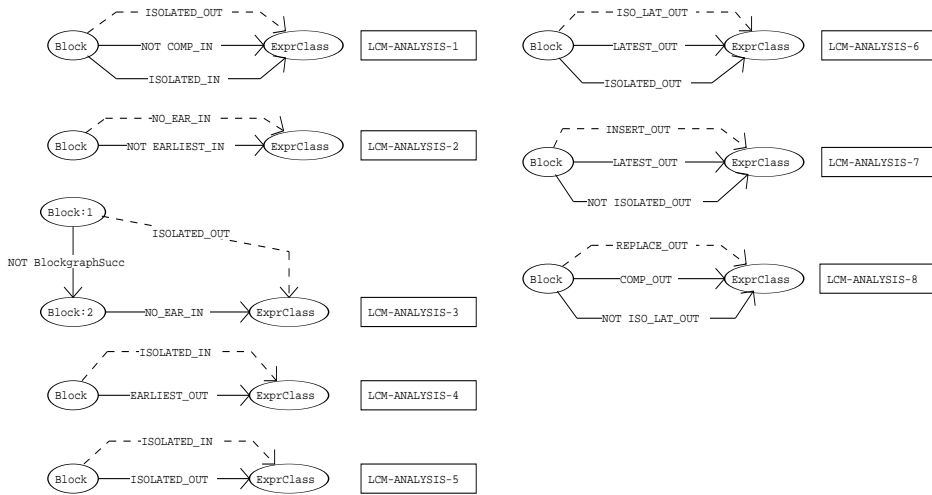 ISOLATED_OUT
Block
NOT COMP_IN
ExprClass
LCM-ANALYSIS-1
ISOLATED_IN
NO_EAR_IN
Block
NOT EARLIEST_IN
ExprClass
LCM-ANALYSIS-2
Block:1
ISOLATED_OUT
NOT BlockgraphSucc
Block:2
NO_EAR_IN
ExprClass
LCM-ANALYSIS-3
ISOLATED_IN
Block
EARLIEST_OUT
ExprClass
LCM-ANALYSIS-4
ISOLATED_IN
Block
ISOLATED_OUT
ExprClass
LCM-ANALYSIS-5
ISO_LAT_OUT
Block
LATEST_OUT
ExprClass
LCM-ANALYSIS-6
ISOLATED_OUT
INSERT_OUT
Block
LATEST_OUT
ExprClass
LCM-ANALYSIS-7
NOT ISOLATED_OUT
REPLACE_OUT
Block
COMP_OUT
ExprClass
LCM-ANALYSIS-8
NOT ISO_LAT_OUT